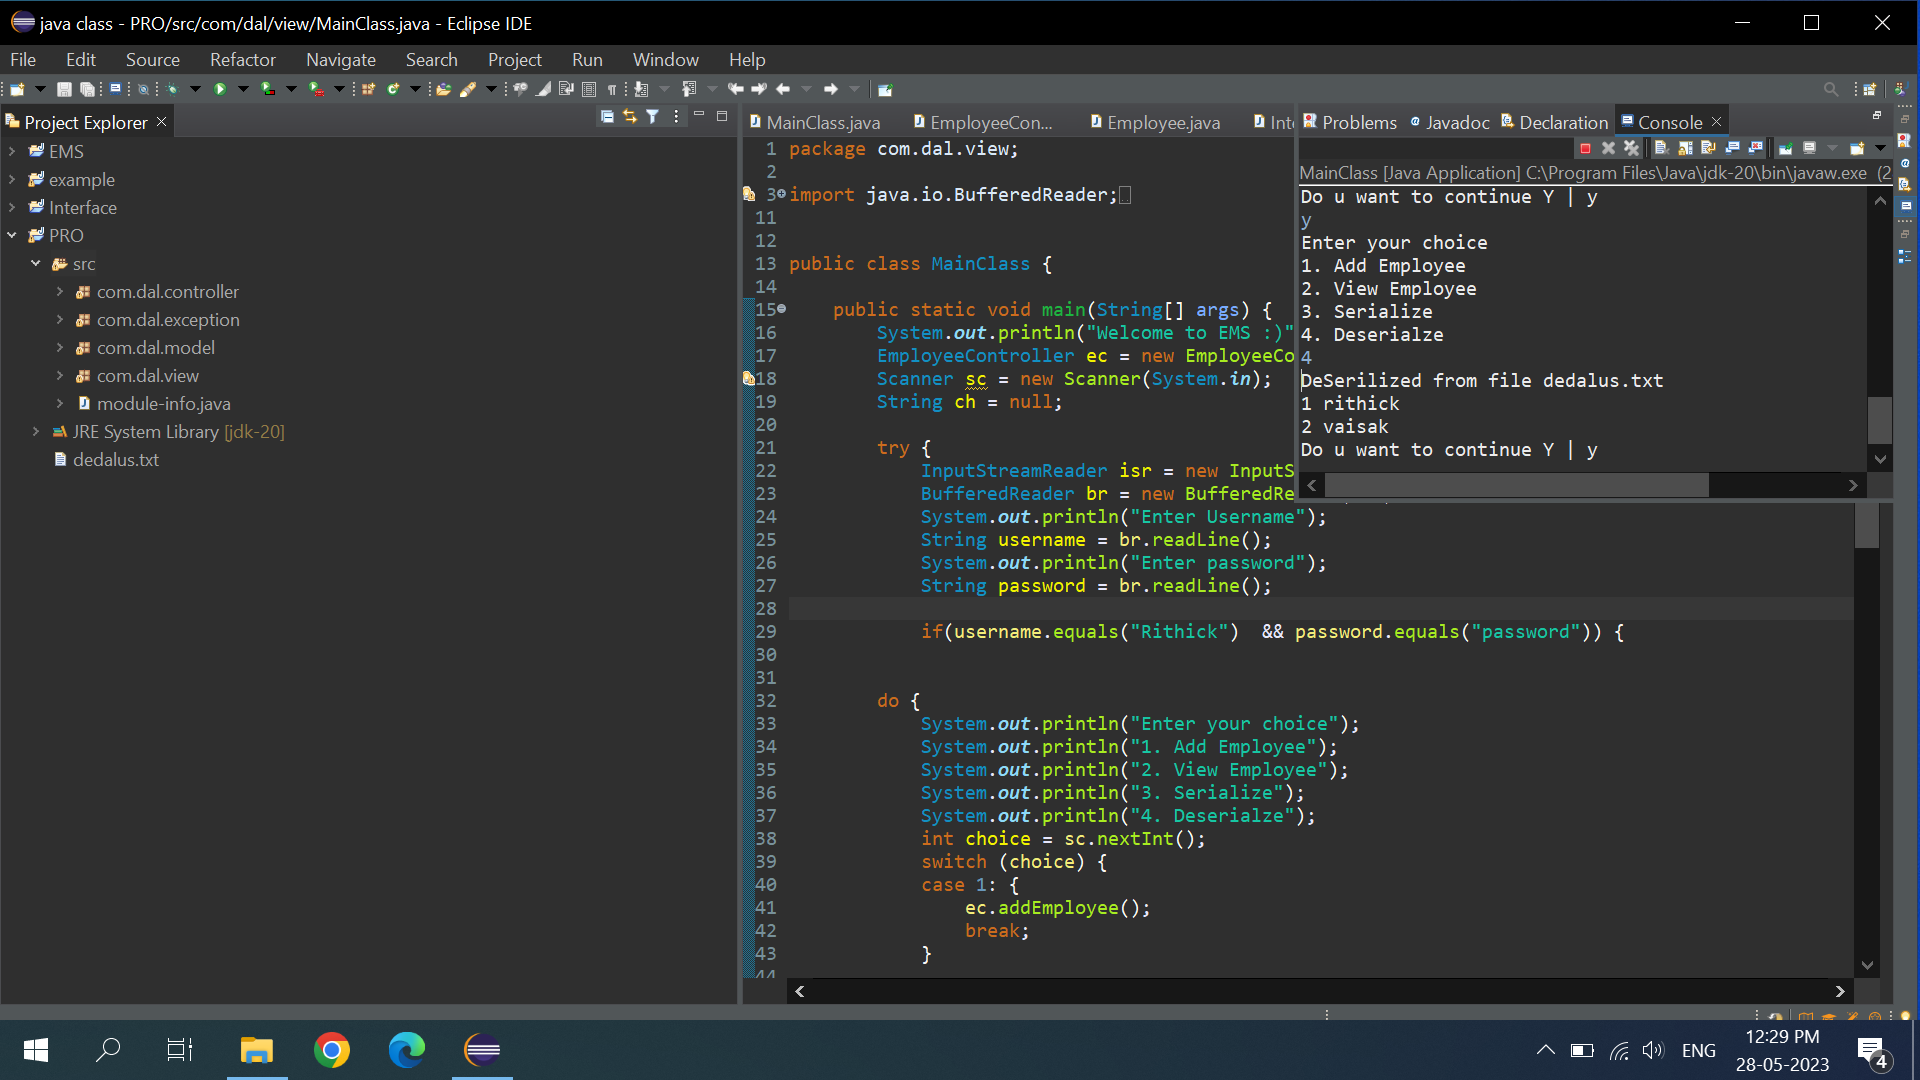 java class - PRO/src/com/dal/view/MainClass.java - Eclipse IDE
File Edit Source Refactor Navigate Search Project Run Window Help
Project Explorer
EMS
example
Interface
PRO
src
com.dal.controller
com.dal.exception
com.dal.model
com.dal.view
module-info.java
JRE System Library [jdk-20]
dedalus.txt
MainClass.java EmployeeCon... Employee.java Int
1 package com.dal.view;
2
3 import java.io.BufferedReader;
11
12
13 public class MainClass {
14
15 public static void main(String[] args) {
16 System.out.println("Welcome to EMS :)"
17 EmployeeController ec = new EmployeeCo
18 Scanner sc = new Scanner(System.in);
19 String ch = null;
20
21 try {
22 InputStreamReader isr = new InputS
23 BufferedReader br = new BufferedRe
24 System.out.println("Enter Username");
25 String username = br.readLine();
26 System.out.println("Enter password");
27 String password = br.readLine();
28
29 if(username.equals("Rithick")  && password.equals("password")) {
30
31
32 do {
33 System.out.println("Enter your choice");
34 System.out.println("1. Add Employee");
35 System.out.println("2. View Employee");
36 System.out.println("3. Serialize");
37 System.out.println("4. Deserialze");
38 int choice = sc.nextInt();
39 switch (choice) {
40 case 1: {
41 ec.addEmployee();
42 break;
43 }
44
Problems Javadoc Declaration Console
MainClass [Java Application] C:\Program Files\Java\jdk-20\bin\javaw.exe (2
Do u want to continue Y | y
y
Enter your choice
1. Add Employee
2. View Employee
3. Serialize
4. Deserialze
4
DeSerilized from file dedalus.txt
1 rithick
2 vaisak
Do u want to continue Y | y
ENG
12:29 PM
28-05-2023
4